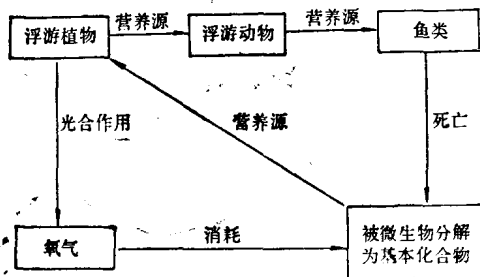 营养源
营养源
浮游植物
浮游动物
鱼类
光合作用
营养源
死亡
消耗
氧气
被微生物分解
为基本化合物